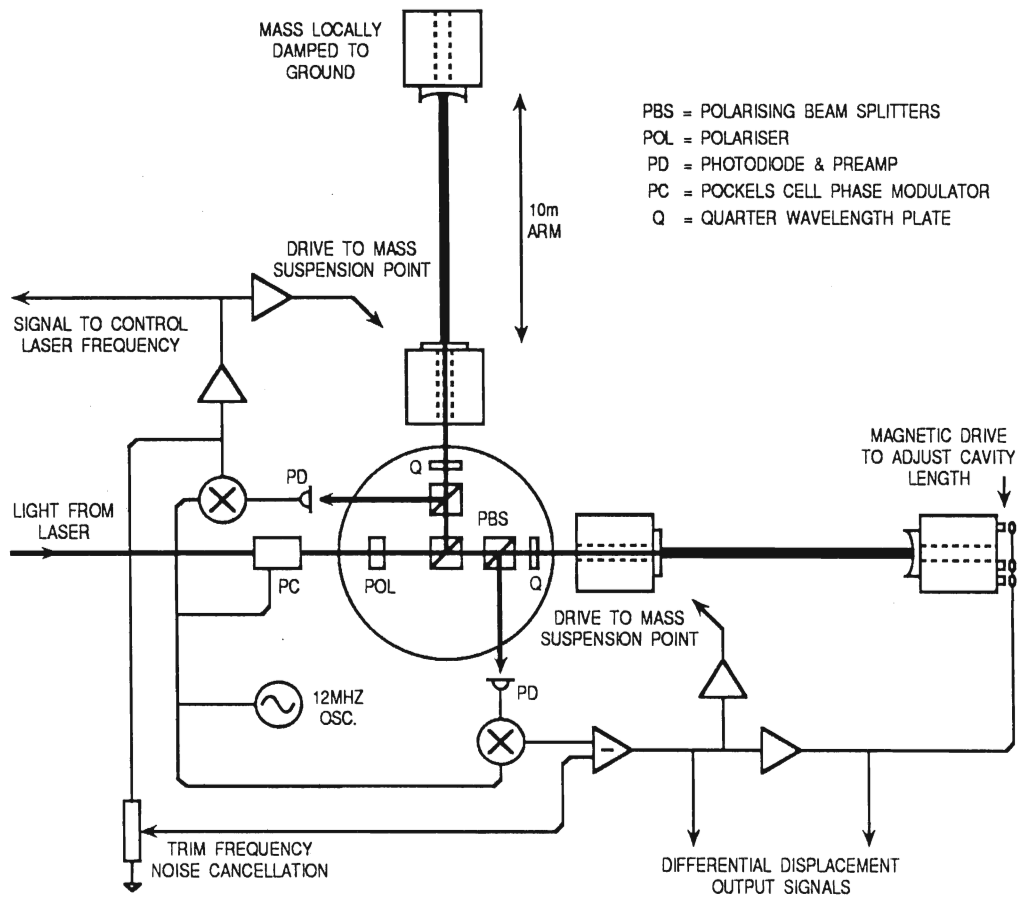 MASS LOCALLY
DAMPED TO
GROUND
PBS = POLARISING BEAM SPLITTERS
POL = POLARISER
PD = PHOTODIODE & PREAMP
PC = POCKELS CELL PHASE MODULATOR
Q = QUARTER WAVELENGTH PLATE
10m
ARM
DRIVE TO MASS
SUSPENSION POINT
SIGNAL TO CONTROL
LASER FREQUENCY
MAGNETIC DRIVE
TO ADJUST CAVITY
LENGTH
Q
PD
LIGHT FROM
LASER
PBS
PC
POL
Q
DRIVE TO MASS
SUSPENSION POINT
PD
12MHZ
OSC.
−
TRIM FREQUENCY
NOISE CANCELLATION
DIFFERENTIAL DISPLACEMENT
OUTPUT SIGNALS